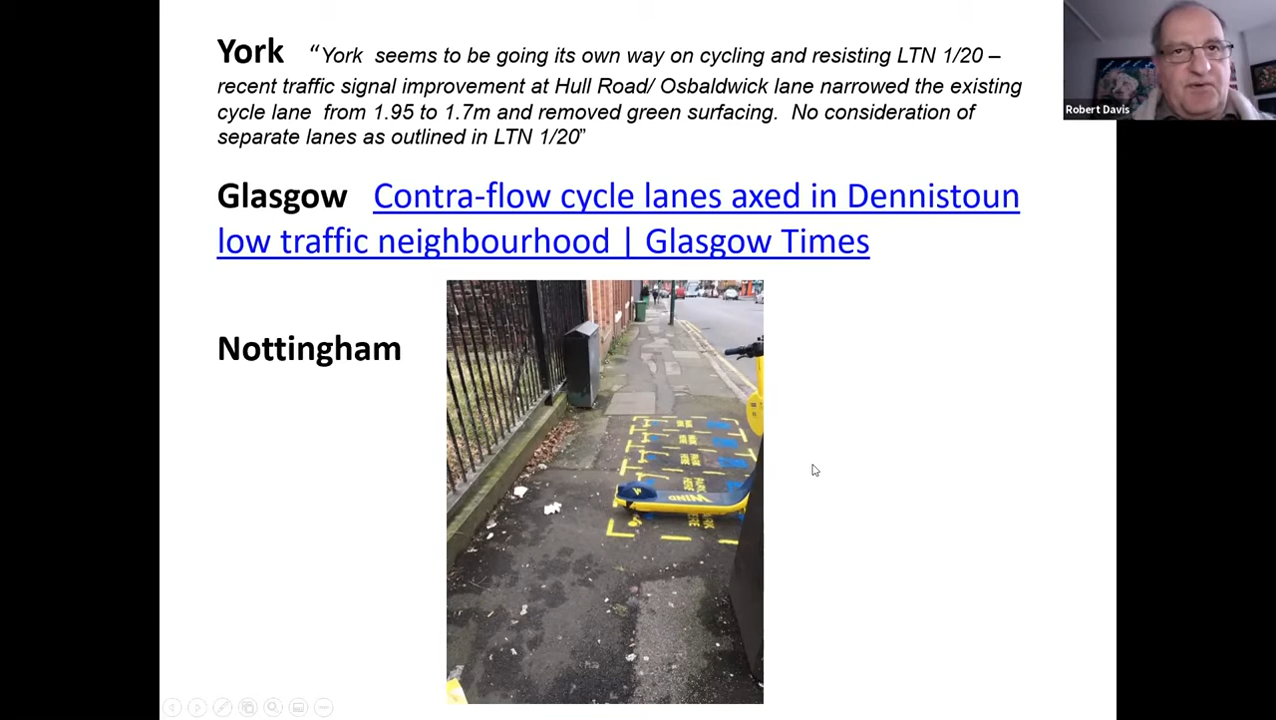 York “York seems to be going its own way on cycling and resisting LTN 1/20 –
recent traffic signal improvement at Hull Road/ Osbaldwick lane narrowed the existing
cycle lane from 1.95 to 1.7m and removed green surfacing. No consideration of
separate lanes as outlined in LTN 1/20”
Robert Davis
Glasgow Contra-flow cycle lanes axed in Dennistoun
low traffic neighbourhood | Glasgow Times
Nottingham
WIND